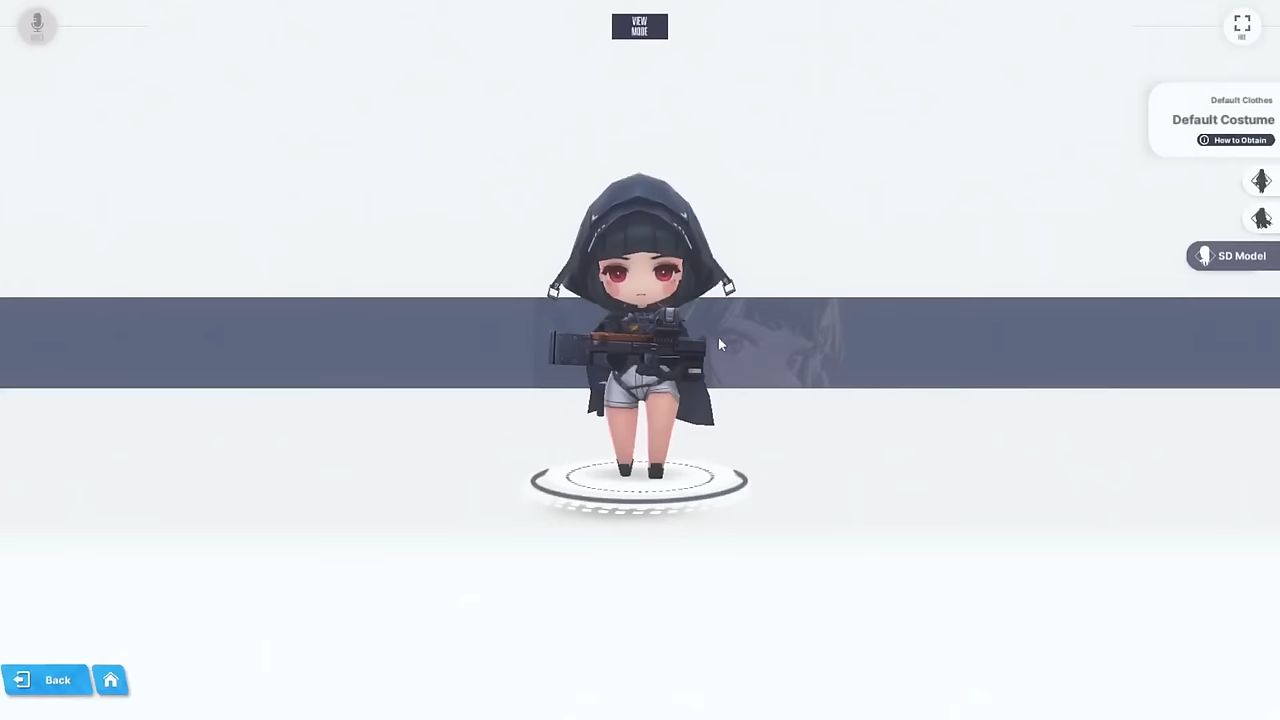 VIEW
MODE
Default Clothes
Default Costume
How to Obtain
SD Model
Back